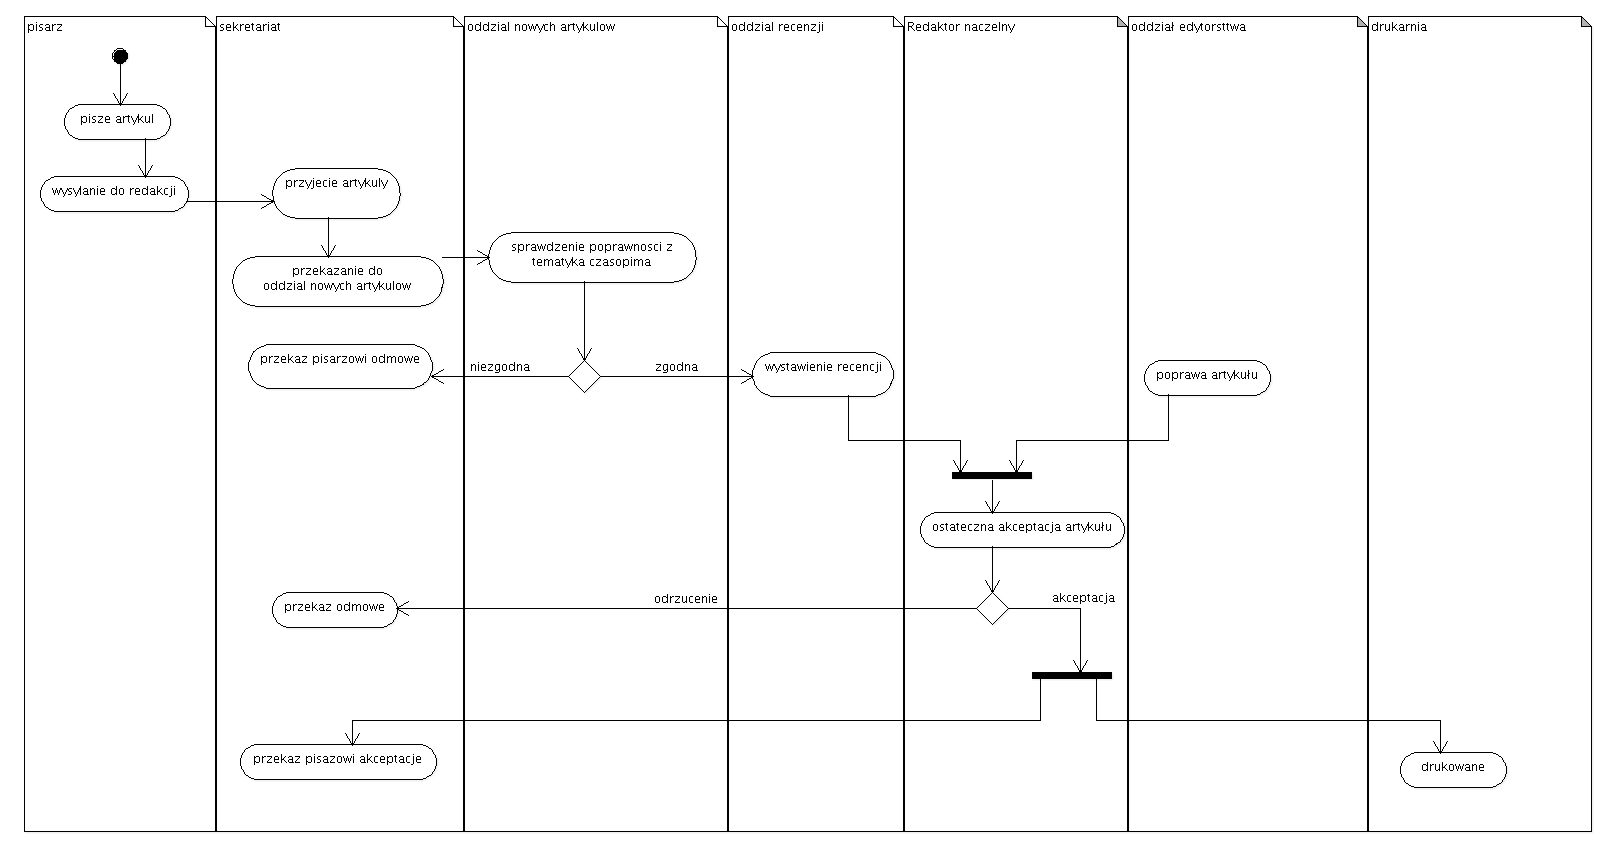 pisarz
sekretariat
oddzial nowych artykulow
oddzial recenzji
Redaktor naczelny
oddział edytorsttwa
drukarnia
pisze artykul
wysylanie do redakcji
przyjecie artykuly
przekazanie do
oddzial nowych artykulow
sprawdzenie poprawnosci z
tematyka czasopima
przekaz pisarzowi odmowe
niezgodna
zgodna
wystawienie recencji
poprawa artykułu
ostateczna akceptacja artykułu
przekaz odmowe
odrzucenie
akceptacja
przekaz pisazowi akceptacje
drukowane